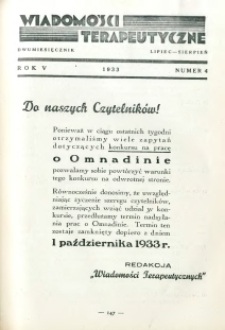 WIADOMOŚCI
TERAPEUTYCZNE
DWUMIESIĘCZNIK LIPIEC—SIERPIEŃ
ROK V 1933 NUMER 4
Do naszych Czytelników!
Ponieważ w ciągu ostatnich tygodni
otrzymaliśmy wiele zapytań
dotyczących konkursu na pracę
o Omnadinie
pozwalamy sobie powtórzyć warunki
tego konkursu na odwrotnej stronie.
Równocześnie donosimy, że uwzględ-
niając życzenie szeregu czytelników,
zamierzających wziąć udział w kon-
kursie, przedłużamy termin nadsyła-
nia prac o Omnadinie. Termin ten
zostaje zamknięty dopiero z dniem
1 października 1933 r.
REDAKCJA
„Wiadomości Terapeutycznych"
— 147 —